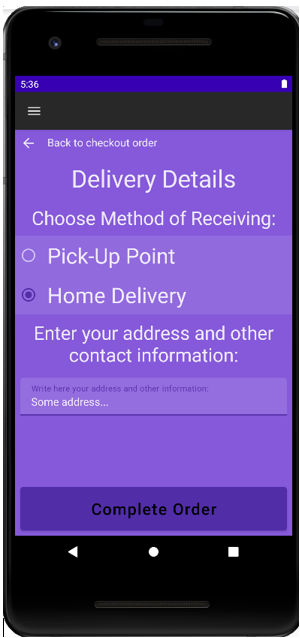 5:36
Back to checkout order
Delivery Details
Choose Method of Receiving:
Pick-Up Point
Home Delivery
Enter your address and other
contact information:
Write here your address and other information:
Some address...
Complete Order